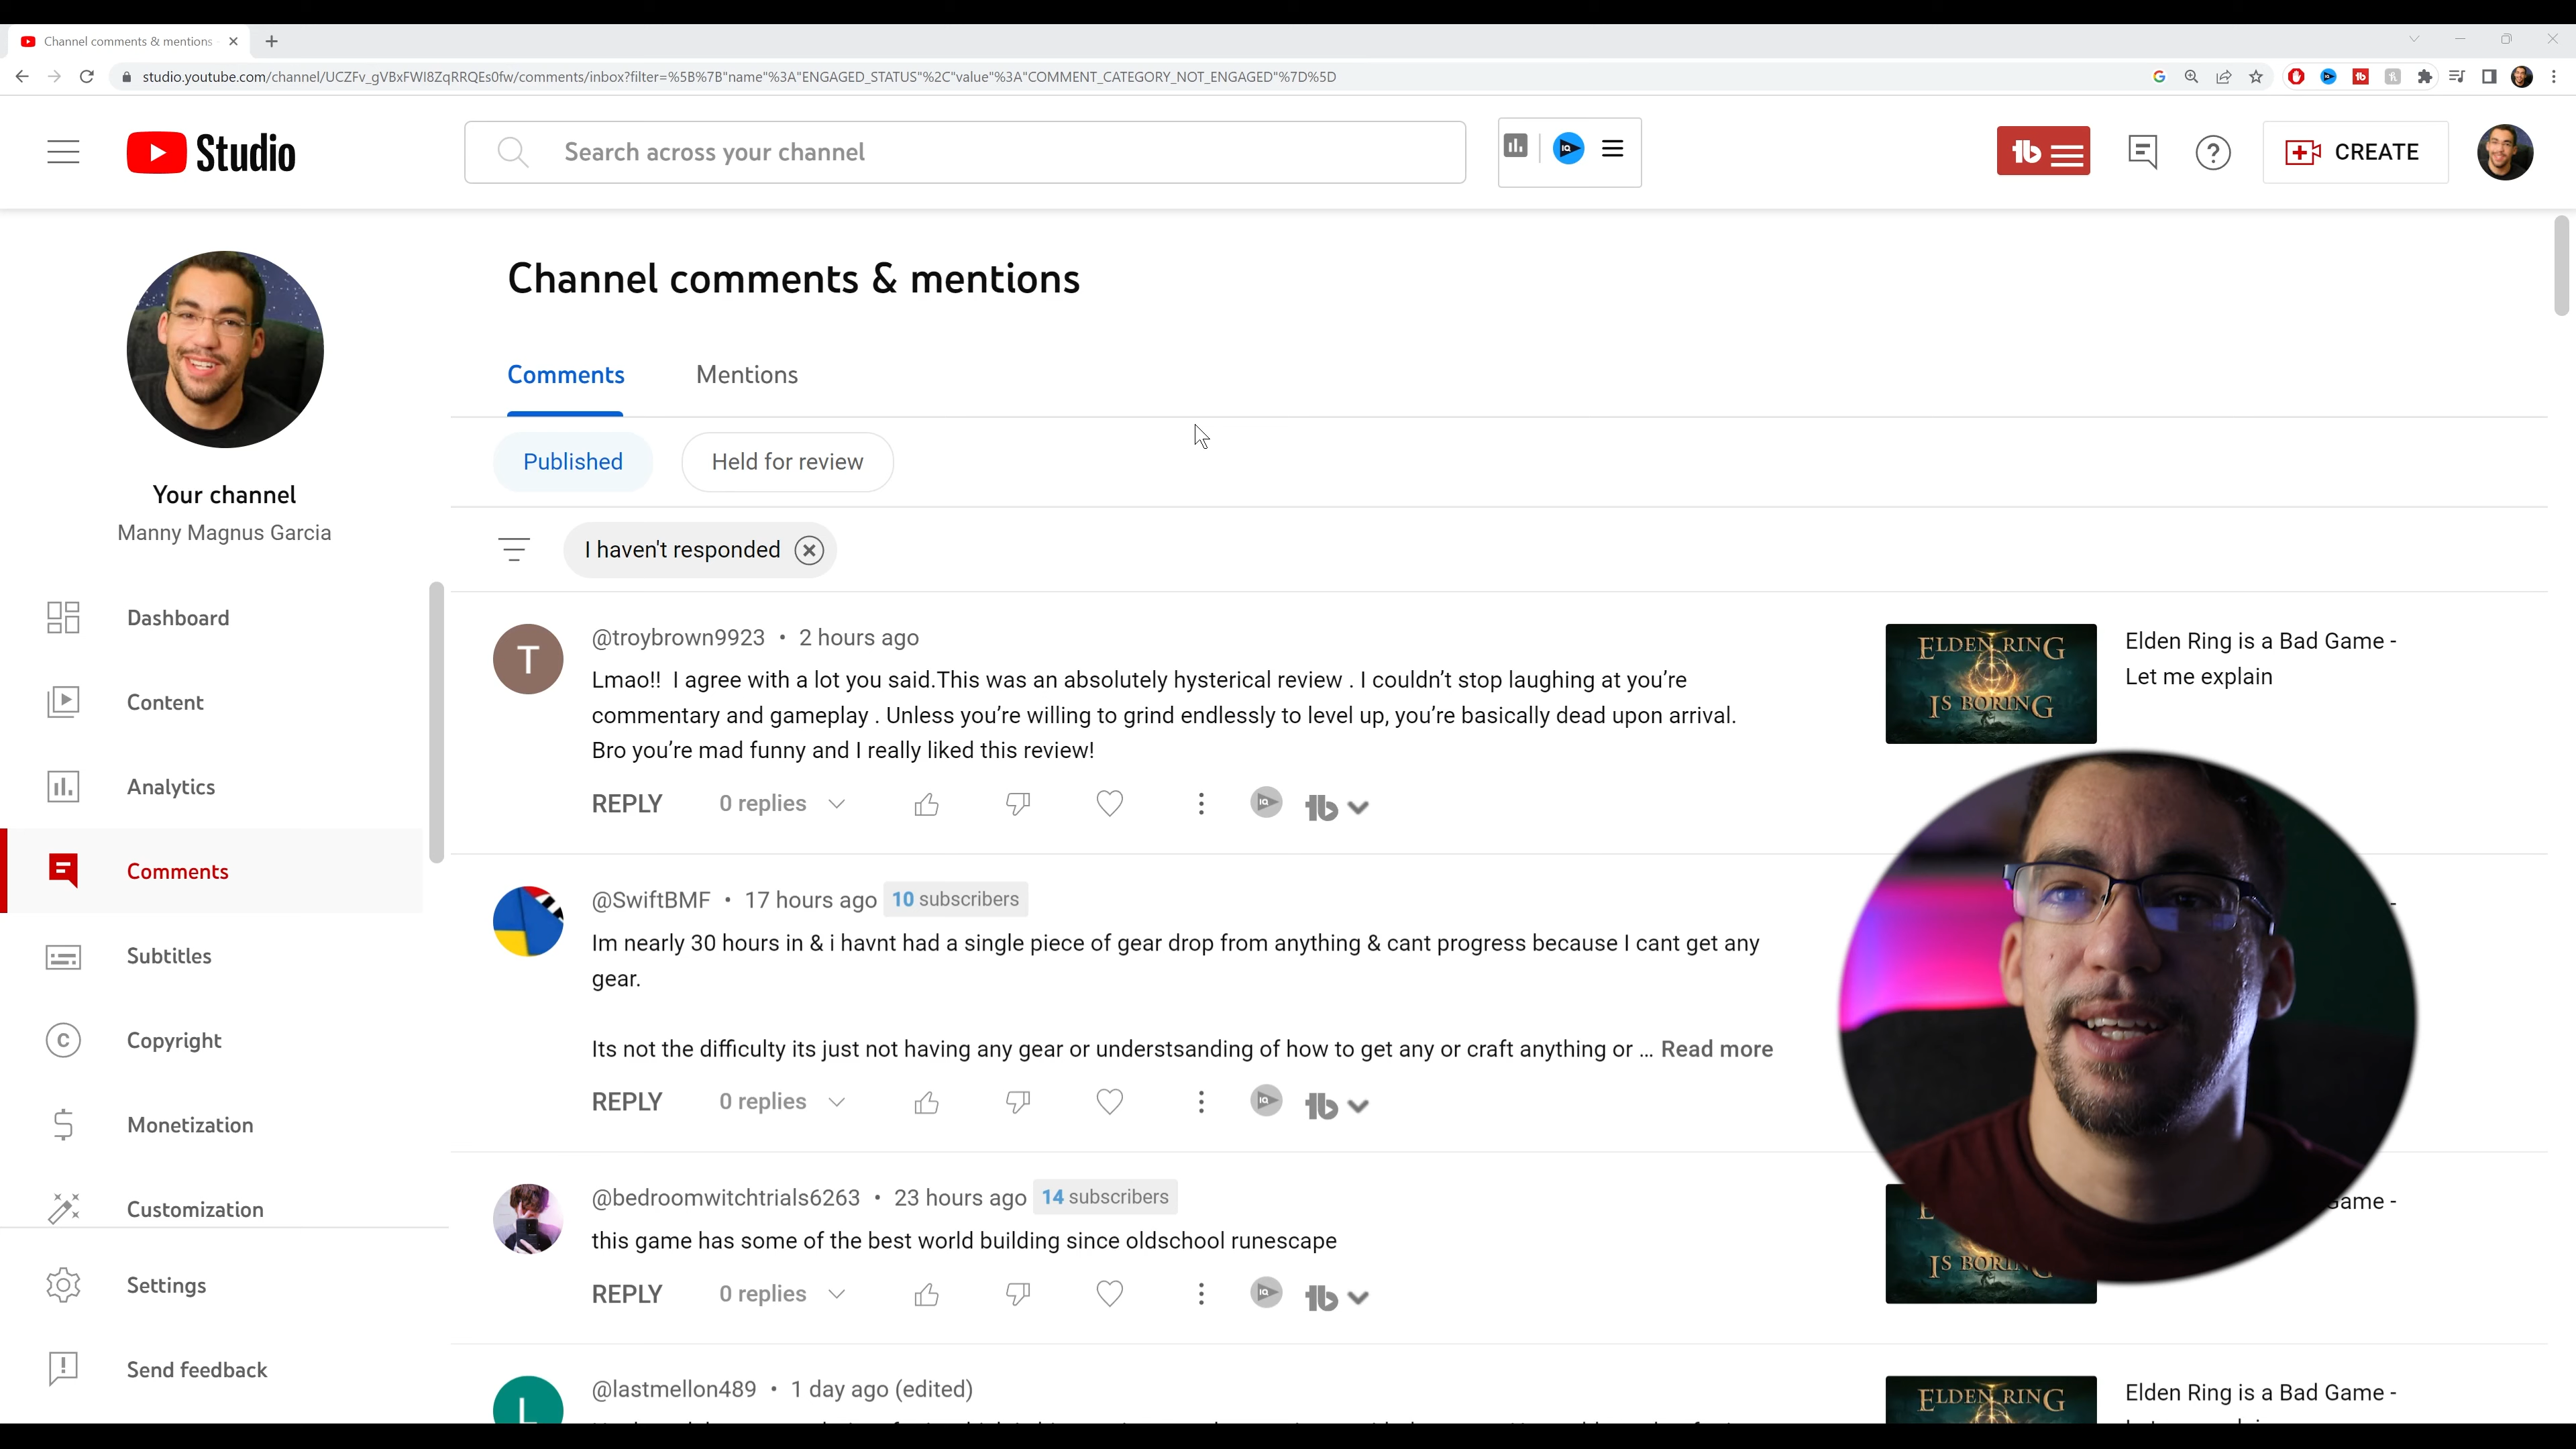 Channel comments & mentions
studio.youtube.com/channel/UCZFv_gVBxFWI8ZqRRQEs0fw/comments/inbox?filter=%5B%7B"name"%3A"ENGAGED_STATUS"%2C"value"%3A"COMMENT_CATEGORY_NOT_ENGAGED"%7D%5D
Studio
Search across your channel
CREATE
Channel comments & mentions
Comments
Mentions
Published
Held for review
I haven't responded
Your channel
Manny Magnus Garcia
Dashboard
Content
Analytics
Comments
Subtitles
Copyright
Monetization
Customization
Settings
Send feedback
@troybrown9923 • 2 hours ago
Lmao!! I agree with a lot you said.This was an absolutely hysterical review . I couldn’t stop laughing at you’re
commentary and gameplay . Unless you’re willing to grind endlessly to level up, you’re basically dead upon arrival.
Bro you’re mad funny and I really liked this review!
REPLY 0 replies
ELDEN RING
IS BORING
Elden Ring is a Bad Game -
Let me explain
@SwiftBMF • 17 hours ago 10 subscribers
Im nearly 30 hours in & i havnt had a single piece of gear drop from anything & cant progress because I cant get any
gear.
Its not the difficulty its just not having any gear or understsanding of how to get any or craft anything or ... Read more
REPLY 0 replies
@bedroomwitchtrials6263 • 23 hours ago 14 subscribers
this game has some of the best world building since oldschool runescape
REPLY 0 replies
IS BORING
Game -
@lastmellon489 • 1 day ago (edited)
ELDEN RING
Elden Ring is a Bad Game -